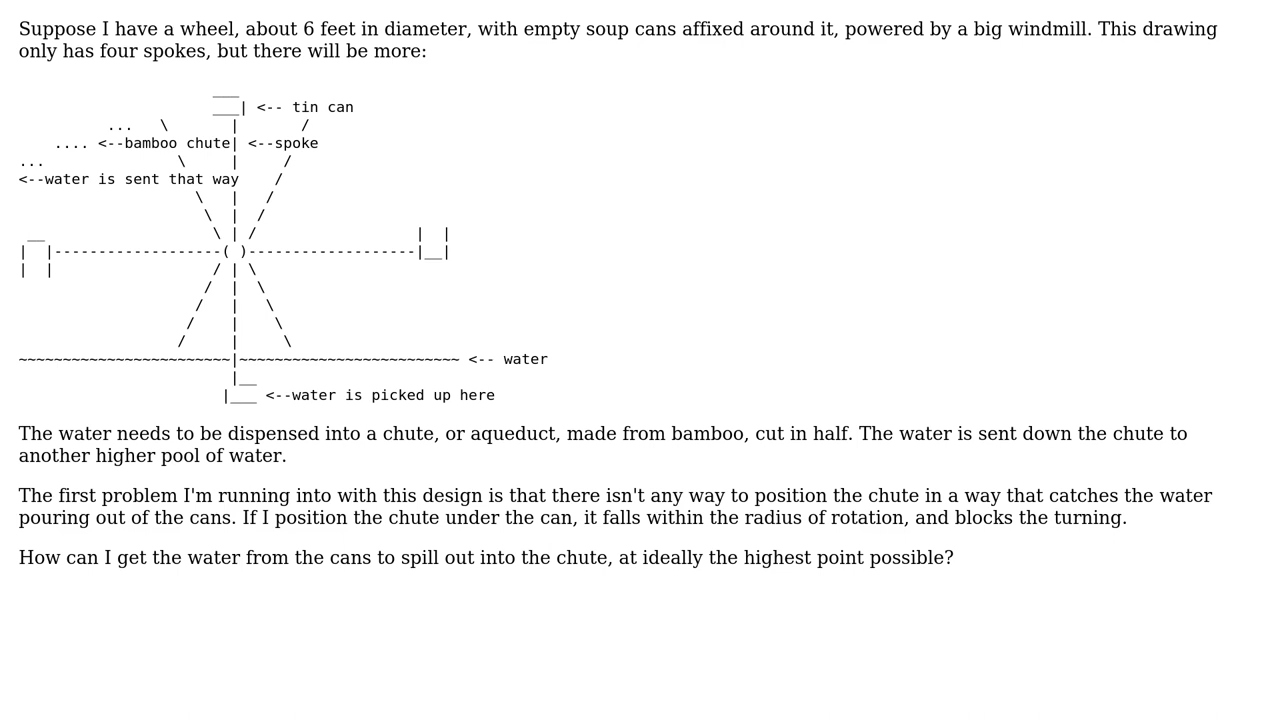 Suppose I have a wheel, about 6 feet in diameter, with empty soup cans affixed around it, powered by a big windmill. This drawing
only has four spokes, but there will be more:
                      ___
                      ___| <-- tin can
          ...   \       |       /
    .... <--bamboo chute| <--spoke
...               \     |     /
<--water is sent that way    /
                    \   |   /
                     \  |  /
 __                   \ | /                  |  |
|  |-------------------( )-------------------|__|
|  |                  / | \
                     /  |  \
                    /   |   \
                   /    |    \
                  /     |     \
~~~~~~~~~~~~~~~~~~~~~~~~|~~~~~~~~~~~~~~~~~~~~~~~~~ <-- water
                        |__
                       |___ <--water is picked up here
The water needs to be dispensed into a chute, or aqueduct, made from bamboo, cut in half. The water is sent down the chute to
another higher pool of water.
The first problem I'm running into with this design is that there isn't any way to position the chute in a way that catches the water
pouring out of the cans. If I position the chute under the can, it falls within the radius of rotation, and blocks the turning.
How can I get the water from the cans to spill out into the chute, at ideally the highest point possible?